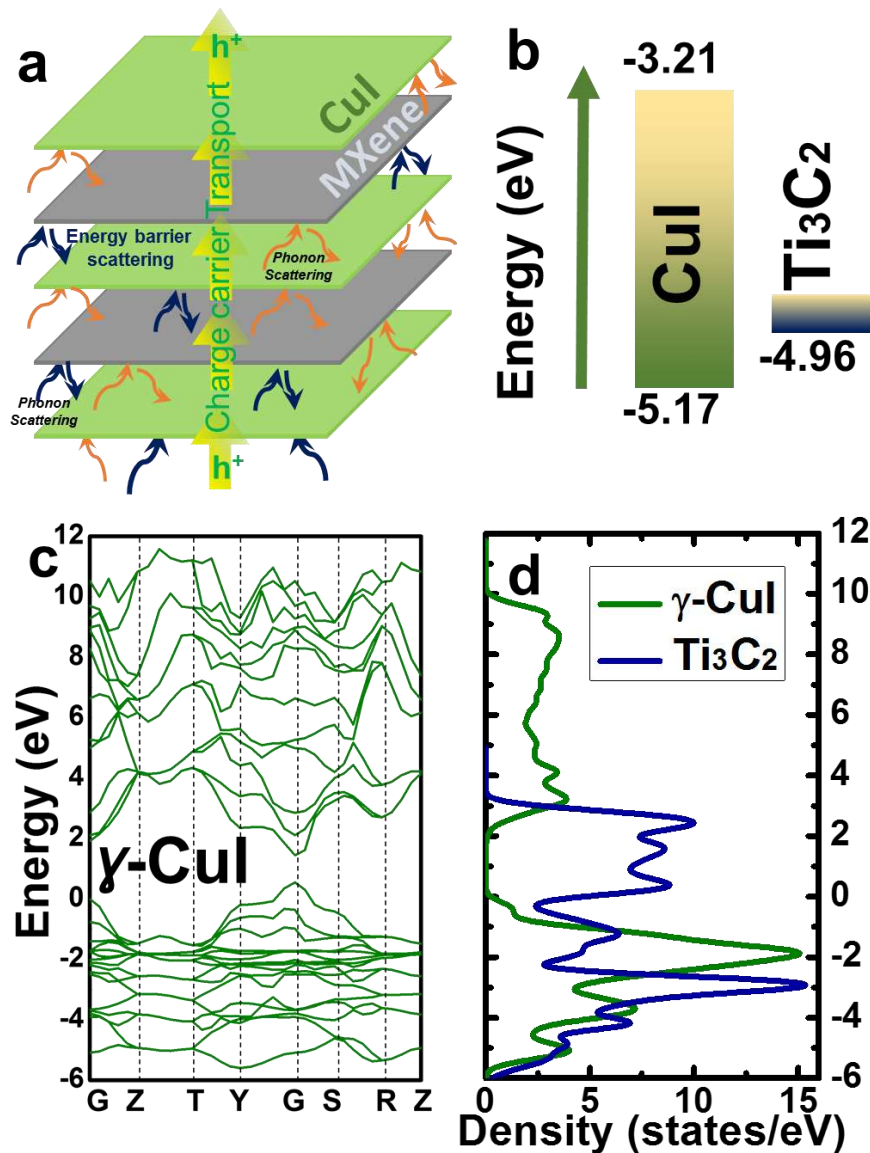 a
h+
CuI
MXene
Charge carrier Transport
Energy barrier
scattering
Phonon
Scattering
Phonon
Scattering
h+
b
Energy (eV)
-3.21
CuI
-5.17
Ti3C2
-4.96
c
Energy (eV)
12
10
8
6
4
2
0
-2
-4
-6
γ-CuI
G Z T Y G S R Z
d
γ-CuI
Ti3C2
12
10
8
6
4
2
0
-2
-4
-6
0 5 10 15
Density (states/eV)